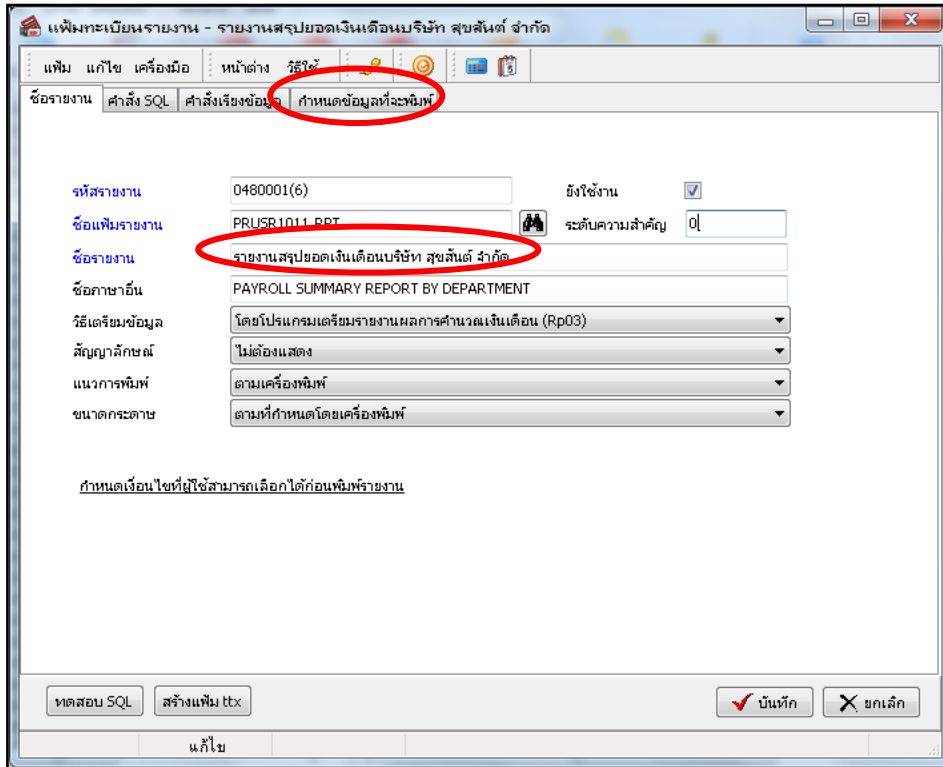 แฟ้มทะเบียนรายงาน - รายงานสรุปยอดเงินเดือนบริษัท สุขสันต์ จำกัด
แฟ้ม แก้ไข เครื่องมือ หน้าต่าง วิธีใช้ 5
ชื่อรายงาน คำสั่ง SQL คำสั่งเรียงข้อมูล กำหนดข้อมูลที่จะพิมพ์
รหัสรายงาน 0480001(6) ยังใช้งาน
ชื่อแฟ้มรายงาน PRUSR1011.RPT ระดับความสำคัญ 0
ชื่อรายงาน รายงานสรุปยอดเงินเดือนบริษัท สุขสันต์ จำกัด
ชื่อภาษาอื่น PAYROLL SUMMARY REPORT BY DEPARTMENT
วิธีเตรียมข้อมูล โดยโปรแกรมเตรียมรายงานผลการคำนวณเงินเดือน (Rp03)
สัญญาลักษณ์ ไม่ต้องแสดง
แนวการพิมพ์ ตามเครื่องพิมพ์
ขนาดกระดาษ ตามที่กำหนดโดยเครื่องพิมพ์
กำหนดเงื่อนไขที่ผู้ใช้สามารถเลือกได้ก่อนพิมพ์รายงาน
ทดสอบ SQL สร้างแฟ้ม ttx บันทึก ยกเลิก
แก้ไข